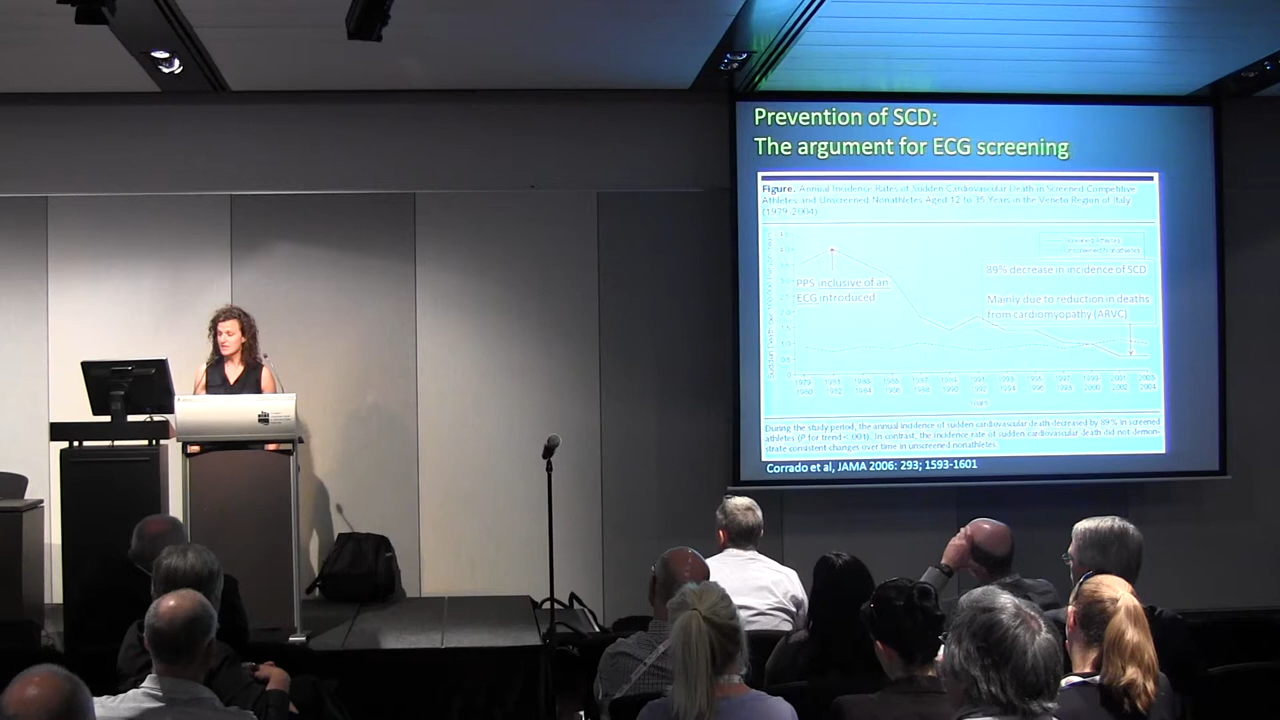 Prevention of SCD:
The argument for ECG screening
Figure. Annual Incidence Rates of Sudden Cardiovascular Death in Screened Competitive
Athletes and Unscreened Nonathletes Aged 12 to 35 Years in the Veneto Region of Italy
(1979-2004)
Screened Athletes
Unscreened Nonathletes
89% decrease in incidence of SCD
PPS inclusive of an
ECG introduced
Mainly due to reduction in deaths
from cardiomyopathy (ARVC)
Years
During the study period, the annual incidence of sudden cardiovascular death decreased by 89% in screened
athletes (P for trend<.001). In contrast, the incidence rate of sudden cardiovascular death did not demon-
strate consistent changes over time in unscreened nonathletes.
Corrado et al, JAMA 2006: 293; 1593-1601